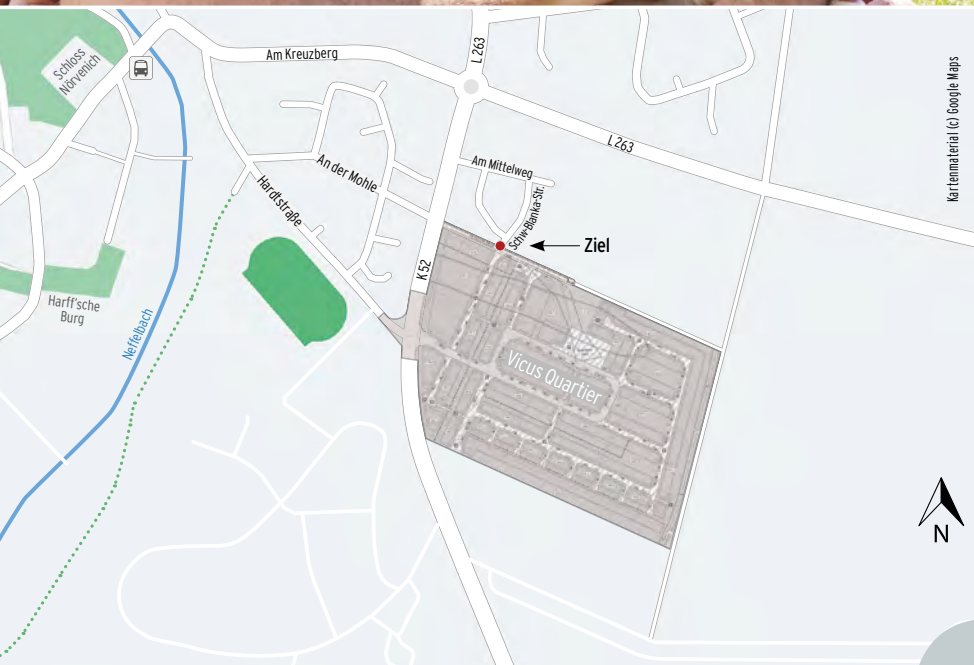 Schloss
Nörvenich
Am Kreuzberg
L 263
L 263
Kartenmaterial (c) Google Maps
An der Mohle
Am Mittelweg
Hardtstraße
Schw-Blanka-Str.
Ziel
K 52
Harff'sche
Burg
Neffelbach
Vicus Quartier
N